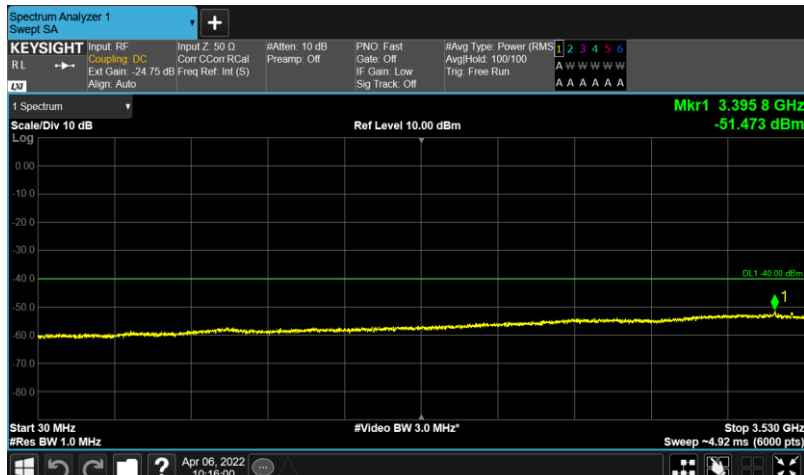 Spectrum Analyzer 1
Swept SA
+
KEYSIGHT
RL
LXI
Input: RF
Coupling: DC
Ext Gain: -24.75 dB
Align: Auto
Input Z: 50 Ω
Corr CCorr RCal
Freq Ref: Int (S)
#Atten: 10 dB
Preamp: Off
PNO: Fast
Gate: Off
IF Gain: Low
Sig Track: Off
#Avg Type: Power (RMS
Avg|Hold: 100/100
Trig: Free Run
1 2 3 4 5 6
A W W W W W
A A A A A A
1 Spectrum
Scale/Div 10 dB
Log
Ref Level 10.00 dBm
Mkr1 3.395 8 GHz
-51.473 dBm
0.00
-10.0
-20.0
-30.0
-40.0
DL1 -40.00 dBm
1
-50.0
-60.0
-70.0
-80.0
Start 30 MHz
#Res BW 1.0 MHz
#Video BW 3.0 MHz*
Stop 3.530 GHz
Sweep ~4.92 ms (6000 pts)
?
Apr 06, 2022
10:16:00